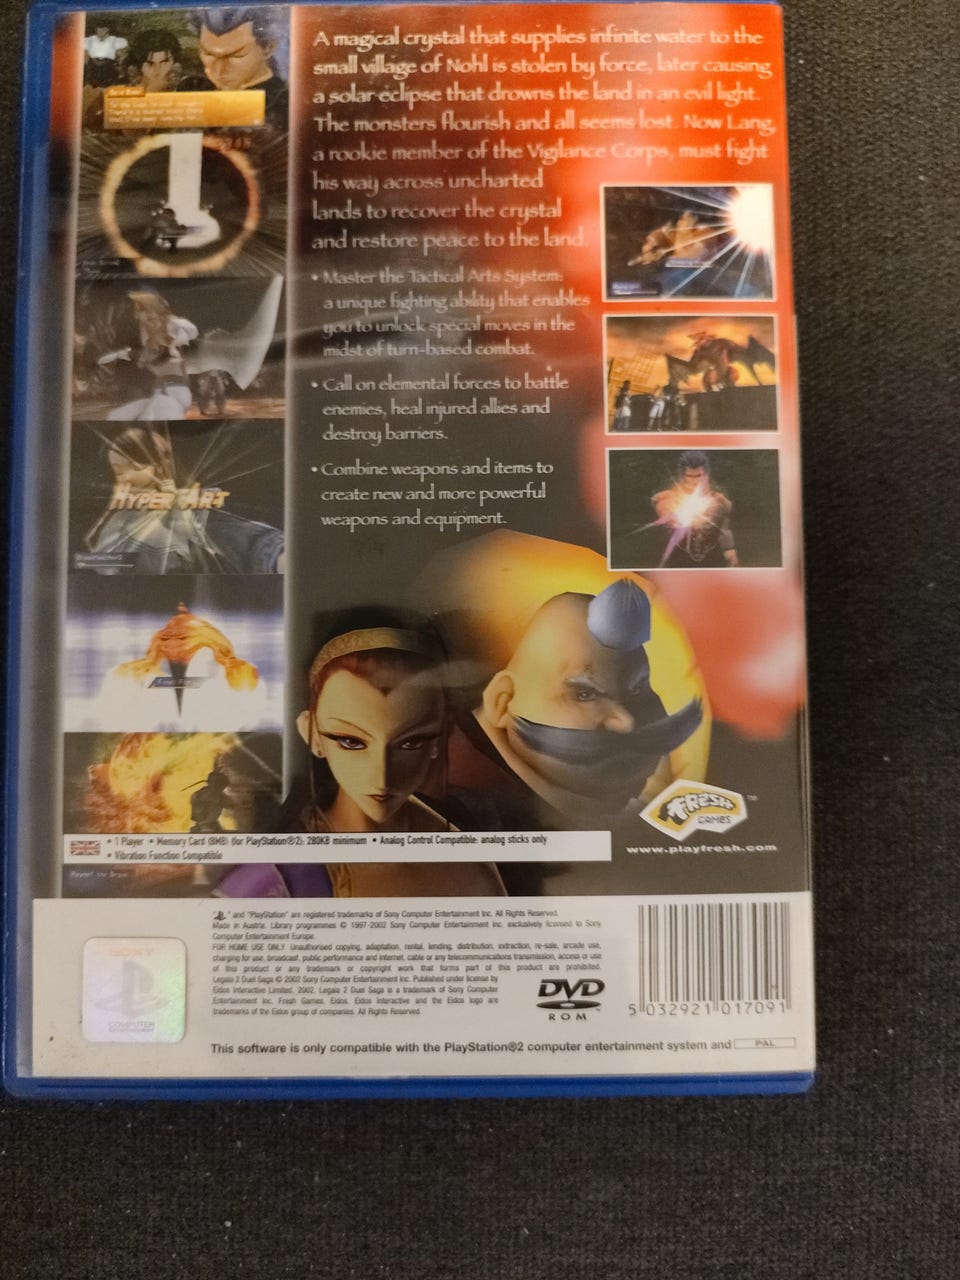 A magical crystal that supplies infinite water to the
small village of Nohl is stolen by force, later causing
a solar eclipse that drowns the land in an evil light.
The monsters flourish and all seems lost. Now Lang,
a rookie member of the Vigilance Corps, must fight
his way across uncharted
lands to recover the crystal
and restore peace to the land.
• Master the Tactical Arts System:
a unique fighting ability that enables
you to unlock special moves in the
midst of turn-based combat.
• Call on elemental forces to battle
enemies, heal injured allies and
destroy barriers.
• Combine weapons and items to
create new and more powerful
weapons and equipment.
HYPER ART
FRESH
GAMES
™
www.playfresh.com
• 1 Player • Memory Card (8MB) (for PlayStation®2): 280KB minimum • Analog Control Compatible: analog sticks only
• Vibration Function Compatible
" and "PlayStation" are registered trademarks of Sony Computer Entertainment Inc. All Rights Reserved.
Made in Austria. Library programmes © 1997-2002 Sony Computer Entertainment Inc. exclusively licensed to Sony
Computer Entertainment Europe.
FOR HOME USE ONLY. Unauthorised copying, adaptation, rental, lending, distribution, extraction, re-sale, arcade use,
charging for use, broadcast, public performance and internet, cable or any telecommunications transmission, access or use
of this product or any trademark or copyright work that forms part of this product are prohibited.
Legaia 2 Duel Saga © 2002 Sony Computer Entertainment Inc. Published under license by
Eidos Interactive Limited, 2002. Legaia 2 Duel Saga is a trademark of Sony Computer
Entertainment Inc. Fresh Games, Eidos, Eidos Interactive and the Eidos logo are
trademarks of the Eidos group of companies. All Rights Reserved.
SONY
COMPUTER
ENTERTAINMENT
DVD
ROM
5 032921 017091
This software is only compatible with the PlayStation®2 computer entertainment system and PAL